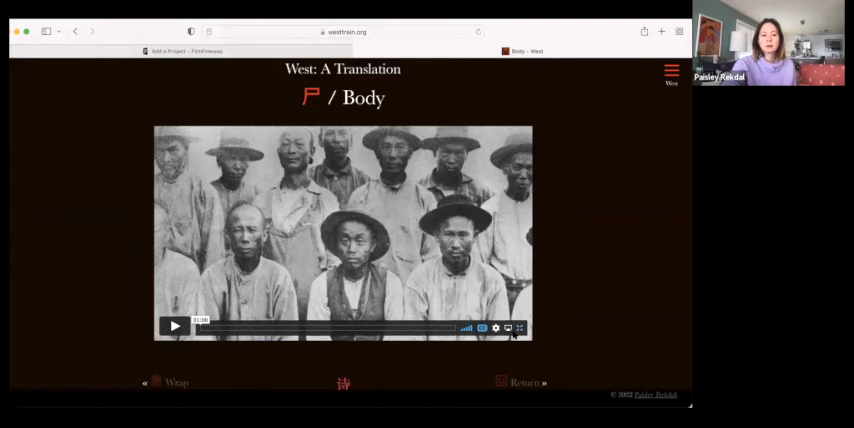 westtrain.org
Add a Project - FilmFreeway
Body - West
West: A Translation
West
尸 / Body
01:00
CC
« Wrap
诗
Return »
© 2022 Paisley Rekdal.
Paisley Rekdal